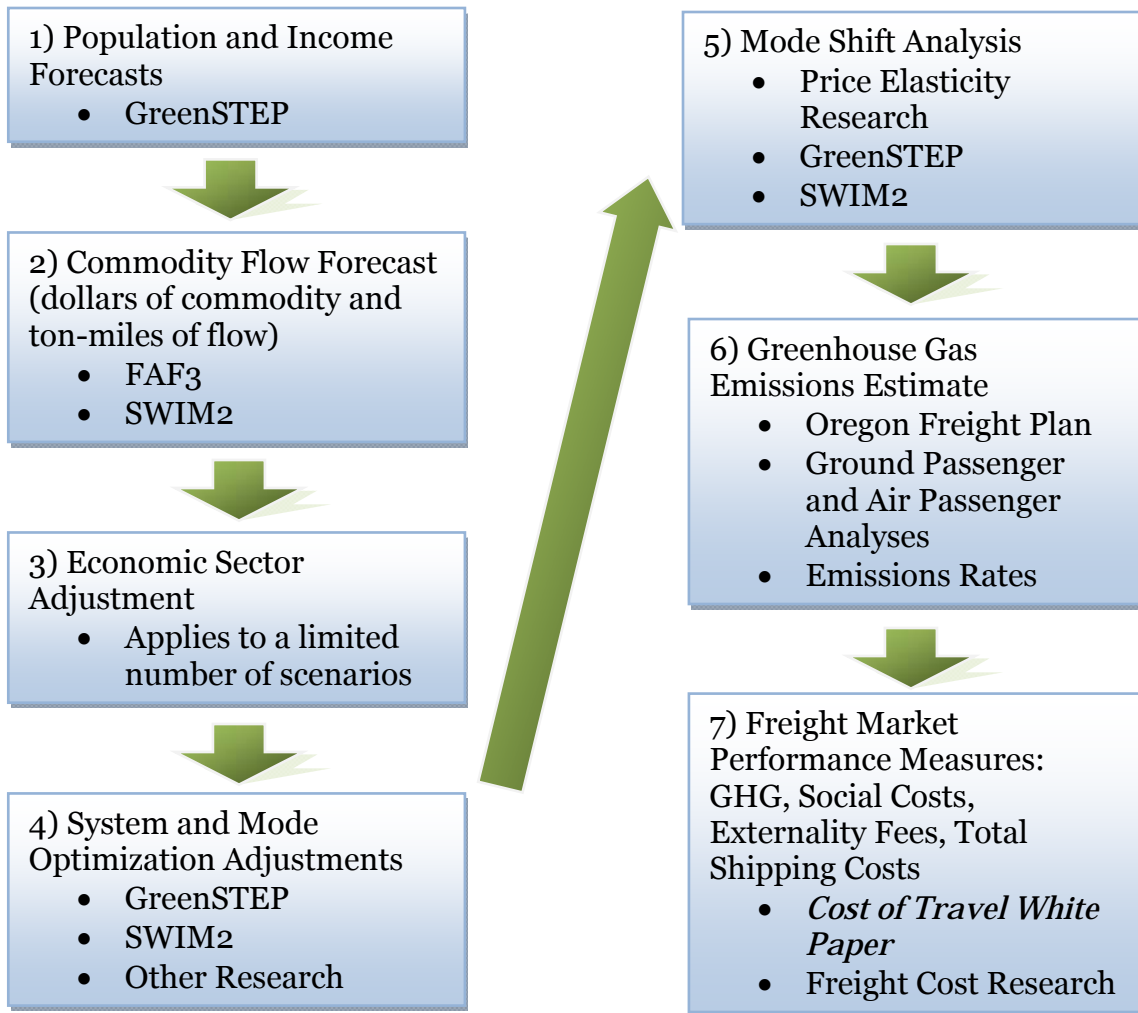 1) Population and Income
Forecasts
• GreenSTEP
2) Commodity Flow Forecast
(dollars of commodity and
ton-miles of flow)
• FAF3
• SWIM2
3) Economic Sector
Adjustment
• Applies to a limited
number of scenarios
4) System and Mode
Optimization Adjustments
• GreenSTEP
• SWIM2
• Other Research
5) Mode Shift Analysis
• Price Elasticity
Research
• GreenSTEP
• SWIM2
6) Greenhouse Gas
Emissions Estimate
• Oregon Freight Plan
• Ground Passenger
and Air Passenger
Analyses
• Emissions Rates
7) Freight Market
Performance Measures:
GHG, Social Costs,
Externality Fees, Total
Shipping Costs
• Cost of Travel White
Paper
• Freight Cost Research